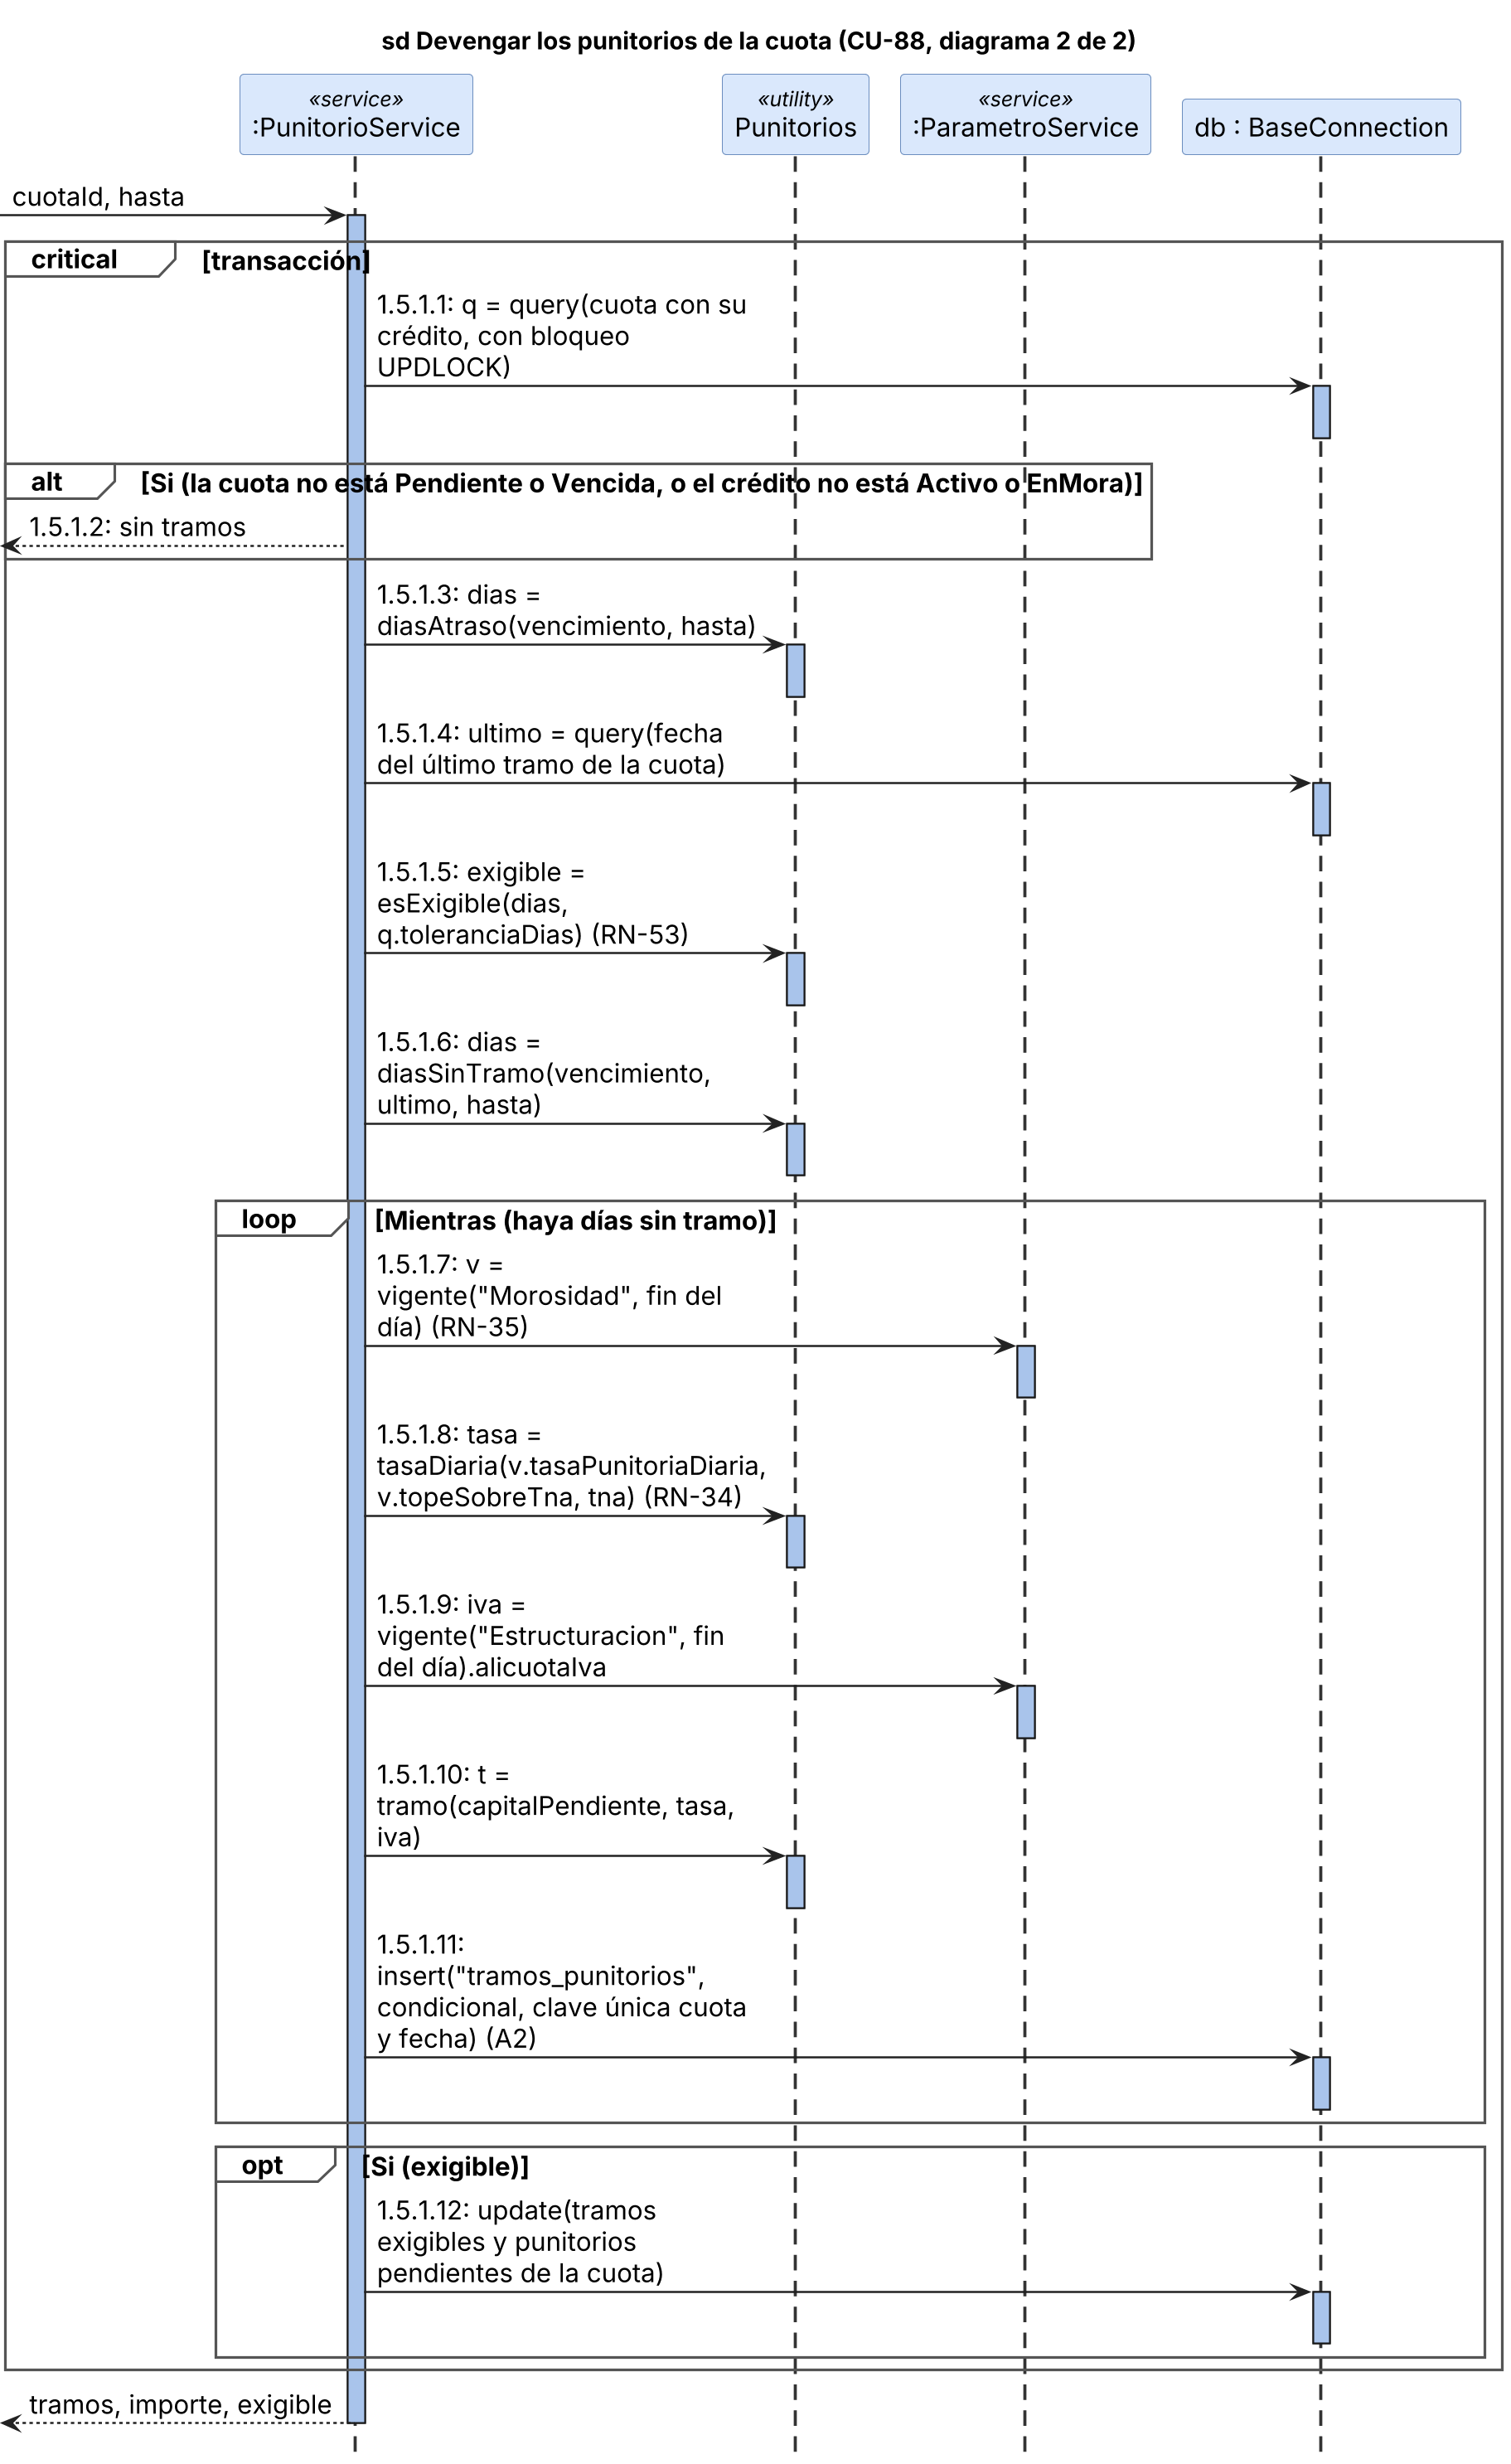 sd Devengar los punitorios de la cuota (CU-88, diagrama 2 de 2)
«service»
:PunitorioService
«utility»
Punitorios
«service»
:ParametroService
db : BaseConnection
cuotaId, hasta
critical
[transacción]
1.5.1.1: q = query(cuota con su
crédito, con bloqueo
UPDLOCK)
alt
[Si (la cuota no está Pendiente o Vencida, o el crédito no está Activo o EnMora)]
1.5.1.2: sin tramos
1.5.1.3: dias =
diasAtraso(vencimiento, hasta)
1.5.1.4: ultimo = query(fecha
del último tramo de la cuota)
1.5.1.5: exigible =
esExigible(dias,
q.toleranciaDias) (RN-53)
1.5.1.6: dias =
diasSinTramo(vencimiento,
ultimo, hasta)
loop
[Mientras (haya días sin tramo)]
1.5.1.7: v =
vigente("Morosidad", fin del
día) (RN-35)
1.5.1.8: tasa =
tasaDiaria(v.tasaPunitoriaDiaria,
v.topeSobreTna, tna) (RN-34)
1.5.1.9: iva =
vigente("Estructuracion", fin
del día).alicuotaIva
1.5.1.10: t =
tramo(capitalPendiente, tasa,
iva)
1.5.1.11:
insert("tramos_punitorios",
condicional, clave única cuota
y fecha) (A2)
opt
[Si (exigible)]
1.5.1.12: update(tramos
exigibles y punitorios
pendientes de la cuota)
tramos, importe, exigible